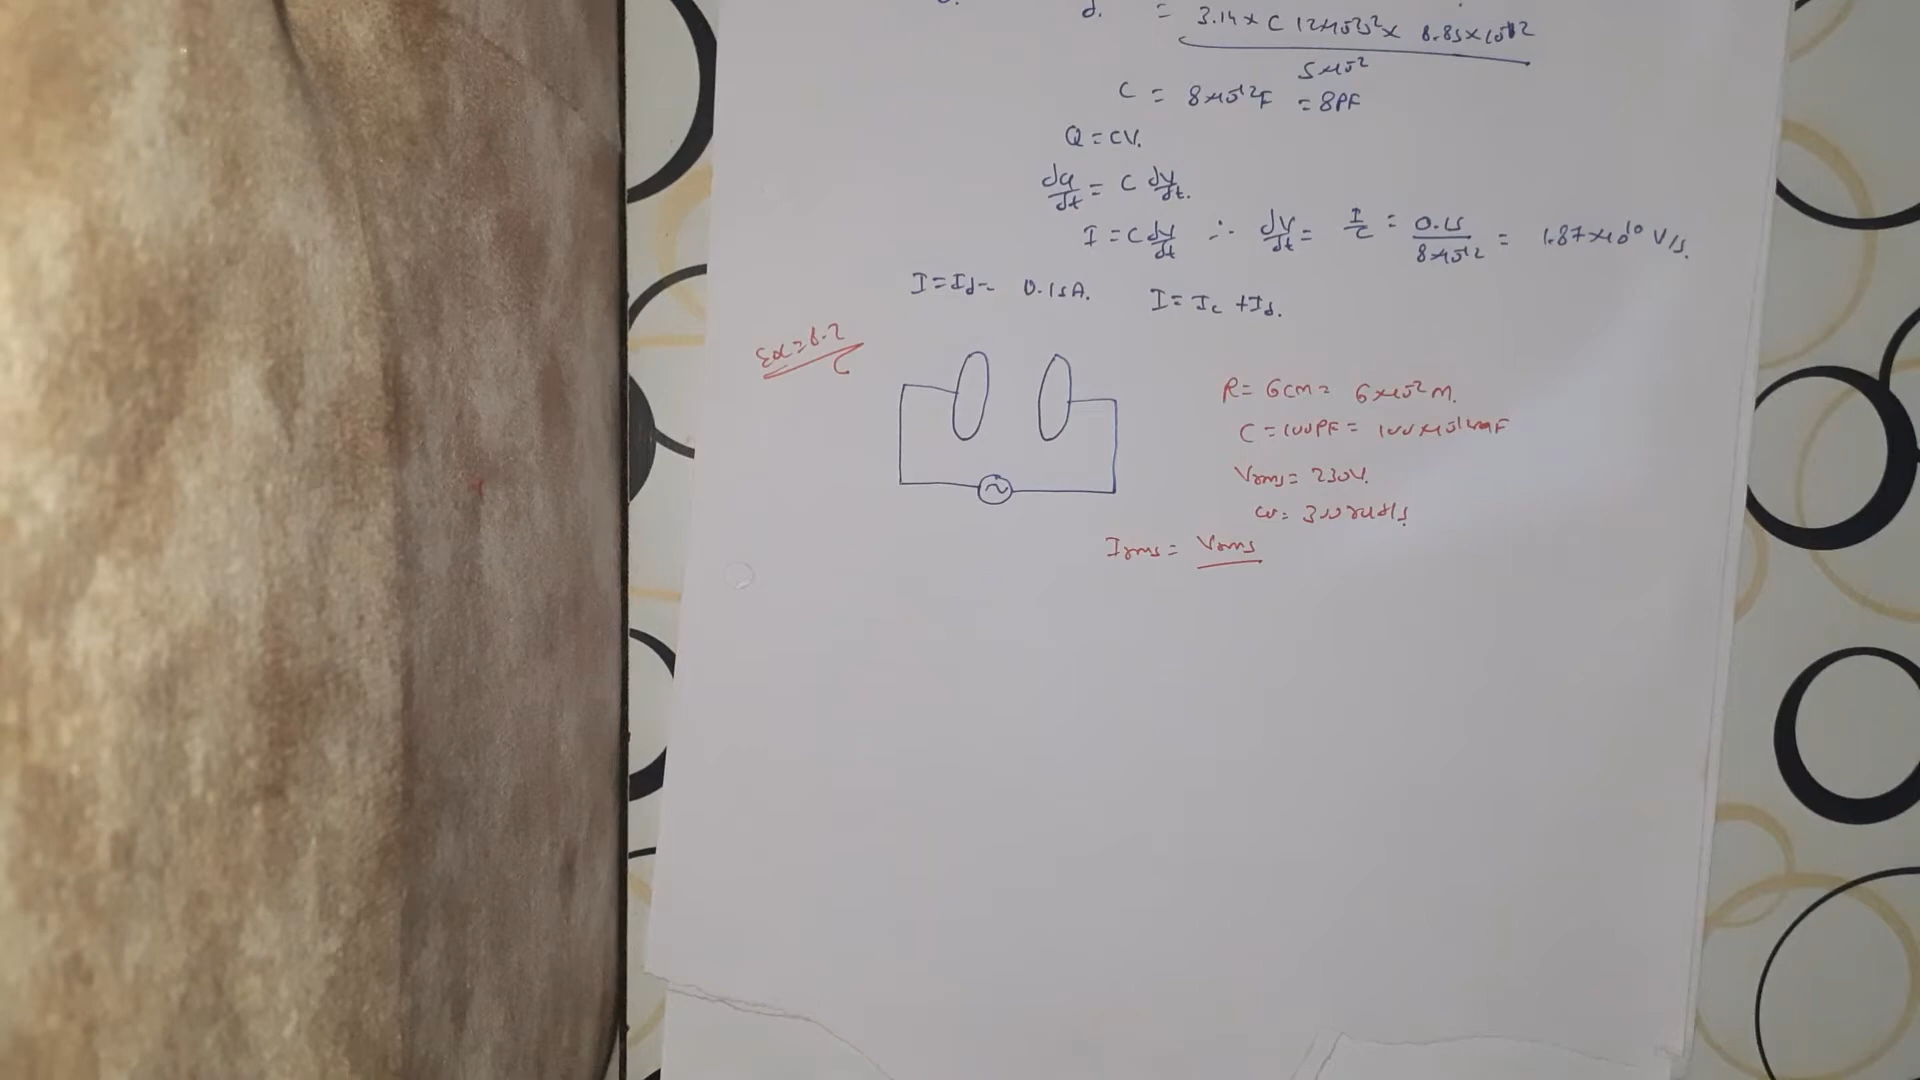 d. = 3.14 × ( 12×10⁻²)² × 8.85×10⁻¹²
5×10⁻²
C = 8×10⁻¹²F = 8PF
Q = CV.
dq/dt = C dV/dt.
I = C dV/dt ∴ dV/dt = I/C = 0.15/8×10⁻¹² = 1.87×10¹⁰ V/s.
I = Id = 0.15A. I = Ic + Id.
Ex = 8.2
R = 6cm = 6×10⁻²m.
C = 100PF = 100×10⁻¹² F
Vrms = 230V.
ω = 300 rad/s
Irms = Vrms